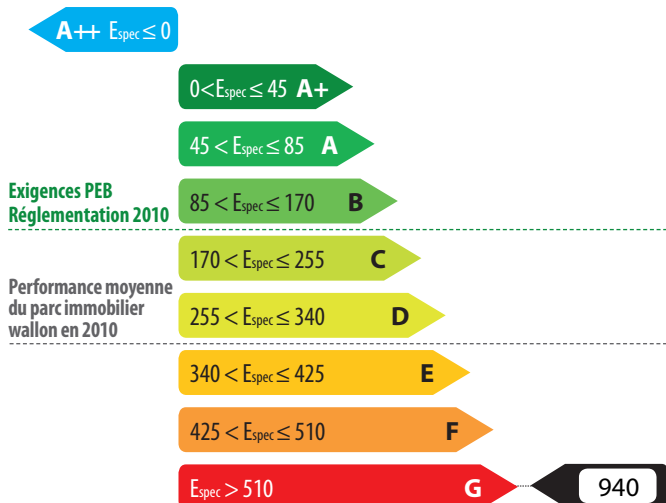 A++ Espec ≤ 0
0<Espec ≤ 45 A+
45 < Espec ≤ 85 A
Exigences PEB
Réglementation 2010
85 < Espec ≤ 170 B
170 < Espec ≤ 255 C
Performance moyenne
du parc immobilier
wallon en 2010
255 < Espec ≤ 340 D
340 < Espec ≤ 425 E
425 < Espec ≤ 510 F
Espec > 510 G
940